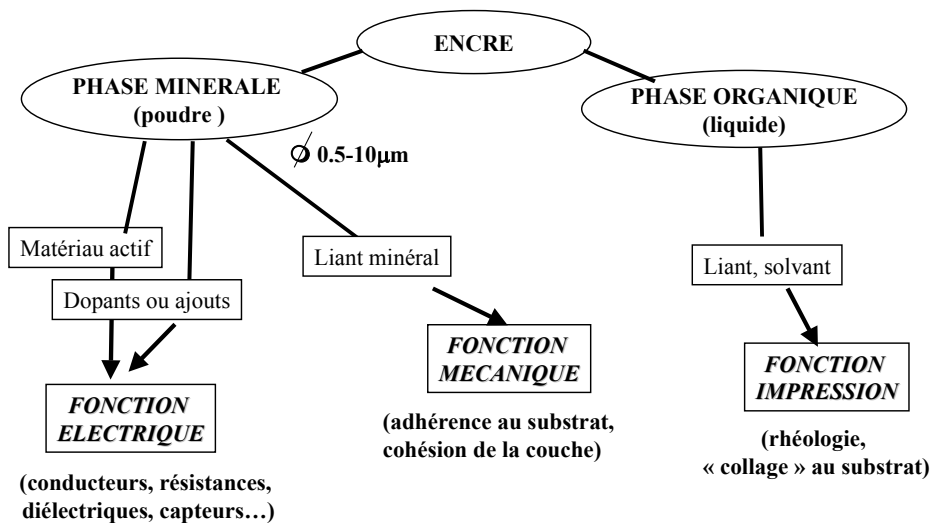 ENCRE
PHASE MINERALE
(poudre )
PHASE ORGANIQUE
(liquide)
Ø 0.5-10µm
Matériau actif
Dopants ou ajouts
Liant minéral
Liant, solvant
FONCTION
ELECTRIQUE
(conducteurs, résistances,
diélectriques, capteurs…)
FONCTION
MECANIQUE
(adhérence au substrat,
cohésion de la couche)
FONCTION
IMPRESSION
(rhéologie,
« collage » au substrat)